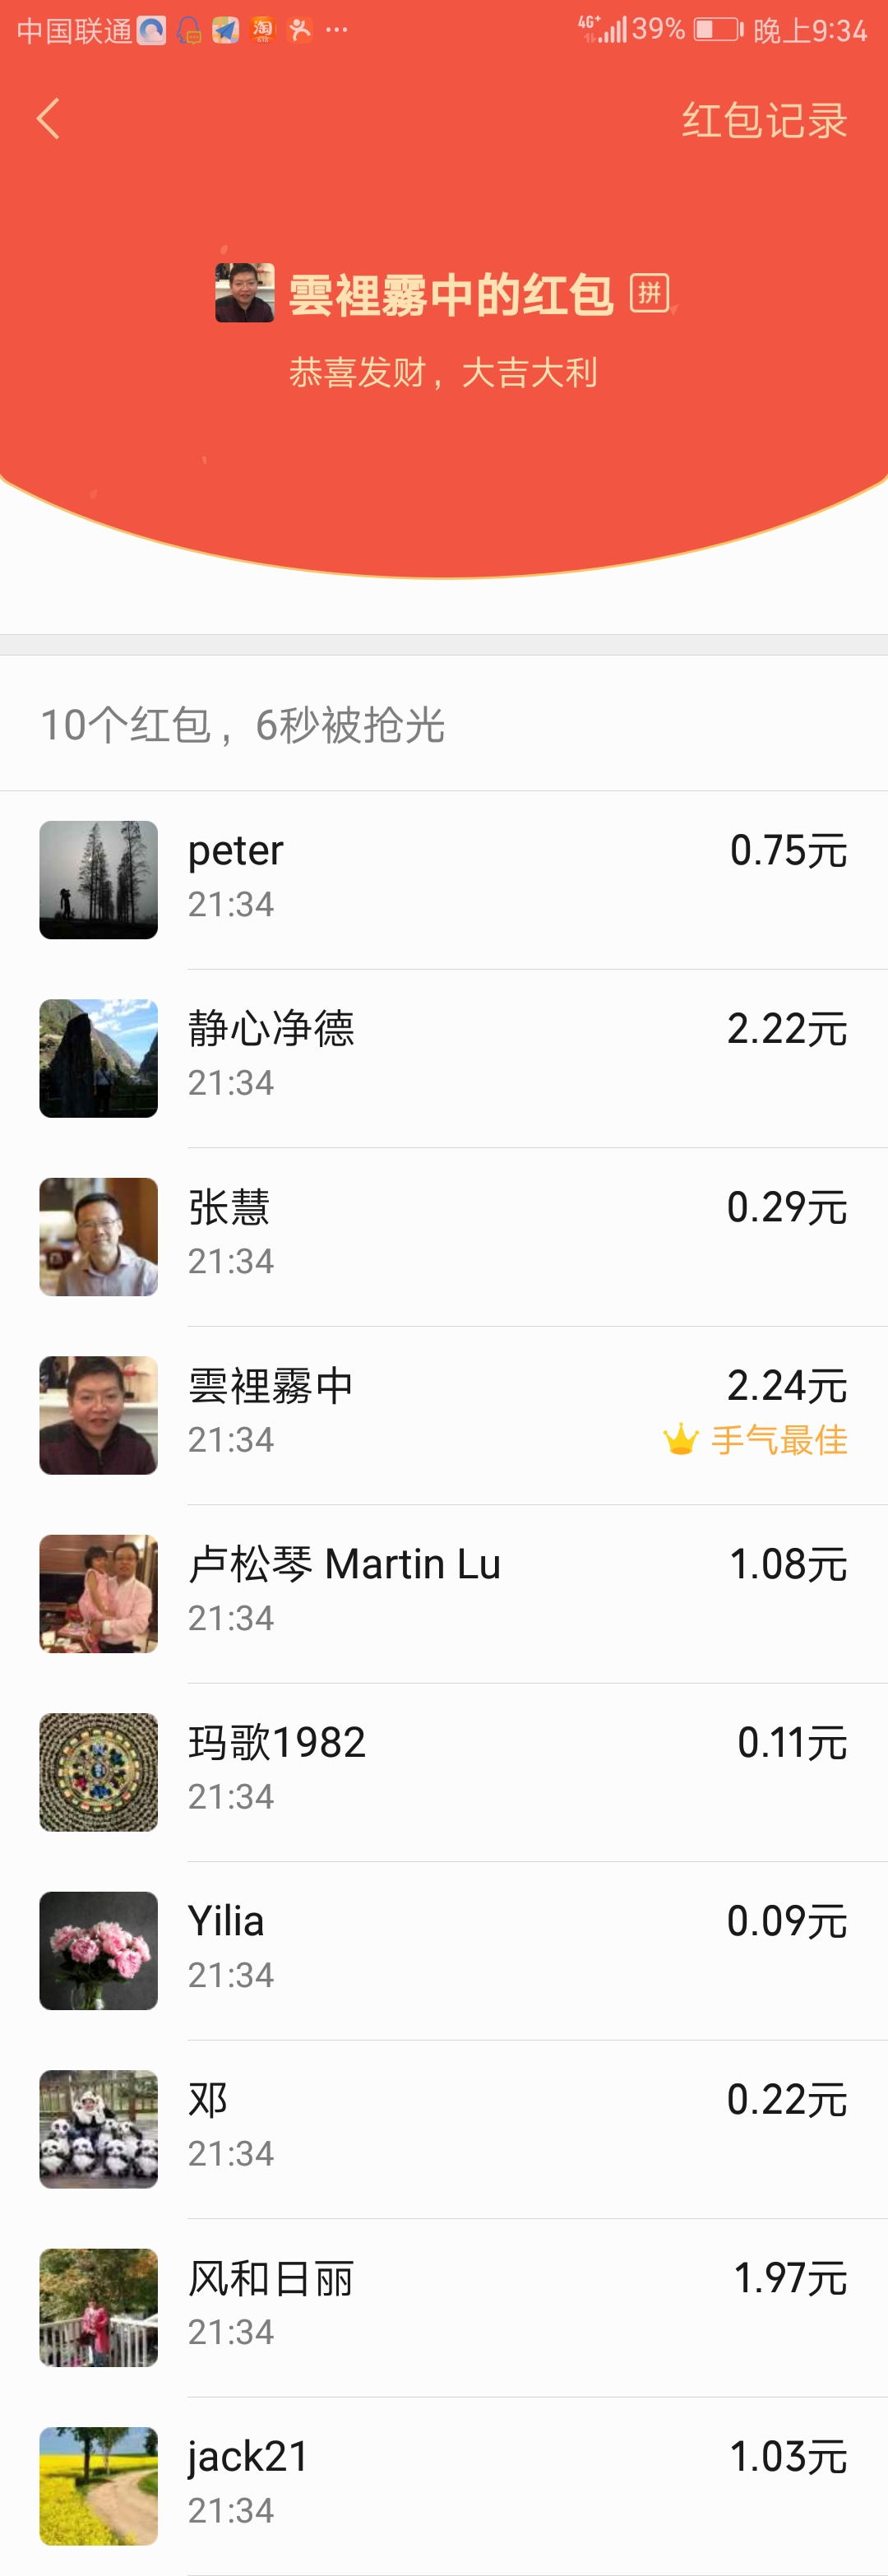 中国联通 淘 ... 4G+ 39% 晚上9:34
红包记录
雲裡霧中的红包 拼
恭喜发财，大吉大利
10个红包，6秒被抢光
peter 0.75元
21:34
静心净德 2.22元
21:34
张慧 0.29元
21:34
雲裡霧中 2.24元
21:34 手气最佳
卢松琴 Martin Lu 1.08元
21:34
玛歌1982 0.11元
21:34
Yilia 0.09元
21:34
邓 0.22元
21:34
风和日丽 1.97元
21:34
jack21 1.03元
21:34